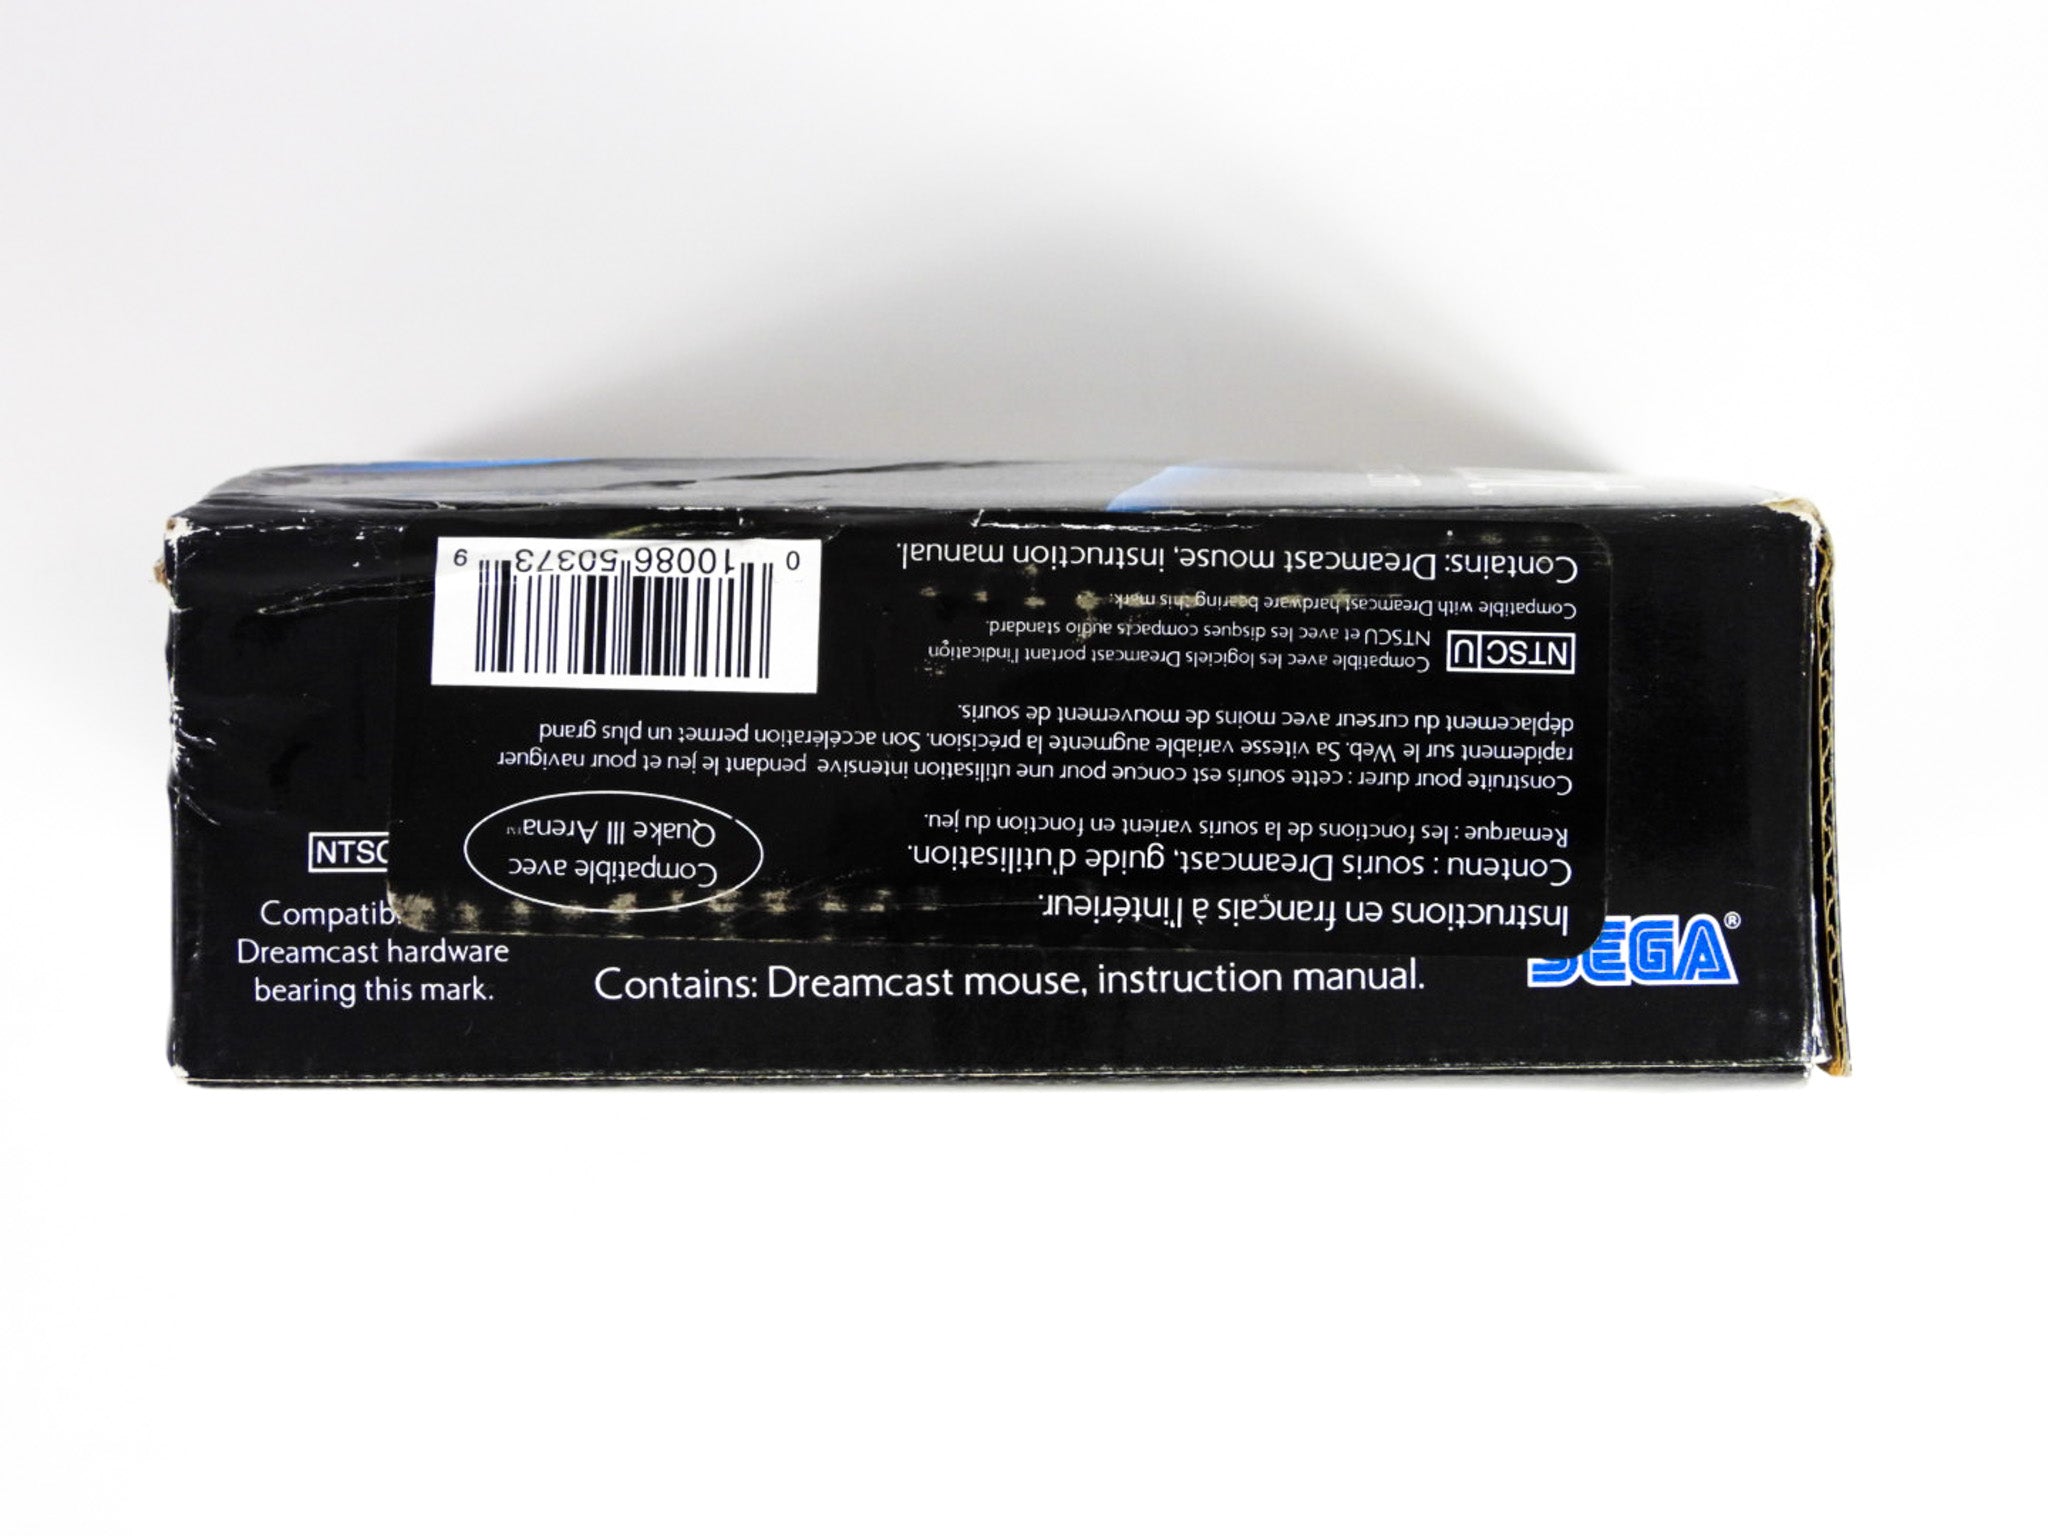 Instructions en français à l'intérieur.
Contenu : souris Dreamcast, guide d'utilisation.
Remarque : les fonctions de la souris varient en fonction du jeu.
Compatible avec
Quake III Arena™
Construite pour durer : cette souris est conçue pour une utilisation intensive pendant le jeu et pour naviguer
rapidement sur le Web. Sa vitesse variable augmente la précision. Son accélération permet un plus grand
déplacement du curseur avec moins de mouvement de souris.
NTSC U
Compatible avec les logiciels Dreamcast portant l'indication
NTSCU et avec les disques compacts audio standard.
Compatible with Dreamcast hardware bearing this mark:
Contains: Dreamcast mouse, instruction manual.
0 10086 50373 9
NTSC
Compatib
Dreamcast hardware
bearing this mark.
Contains: Dreamcast mouse, instruction manual.
SEGA®